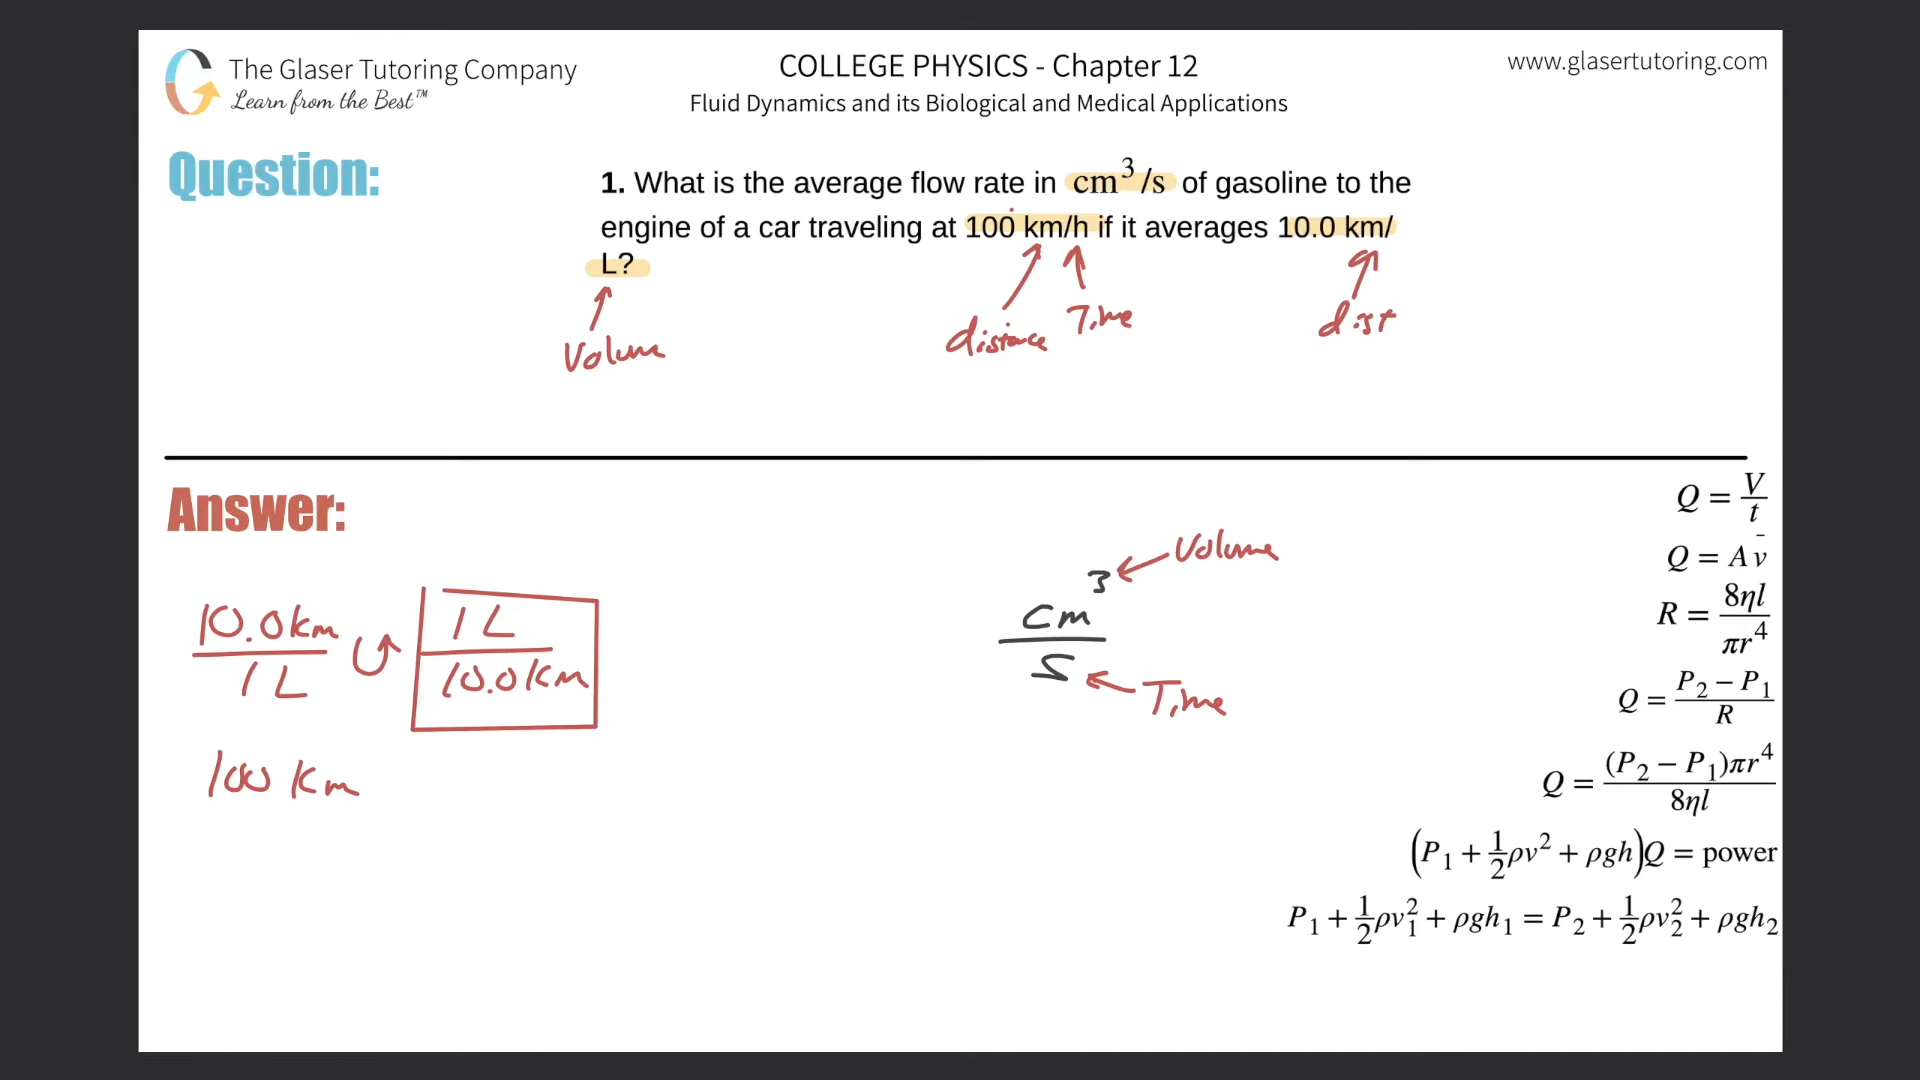 The Glaser Tutoring Company
Learn from the Best™
COLLEGE PHYSICS - Chapter 12
Fluid Dynamics and its Biological and Medical Applications
www.glasertutoring.com
Question:
1. What is the average flow rate in cm³/s of gasoline to the
engine of a car traveling at 100 km/h if it averages 10.0 km/
L?
Volume
distance
Time
dist
Answer:
10.0 km
1 L
1 L
10.0 km
100 km
cm³
s
Volume
Time
Q = V/t
Q = A v̄
R = 8ηl/πr⁴
Q = P₂ − P₁/R
Q = (P₂ − P₁)πr⁴/8ηl
(P₁ + ½ρv² + ρgh)Q = power
P₁ + ½ρv₁² + ρgh₁ = P₂ + ½ρv₂² + ρgh₂